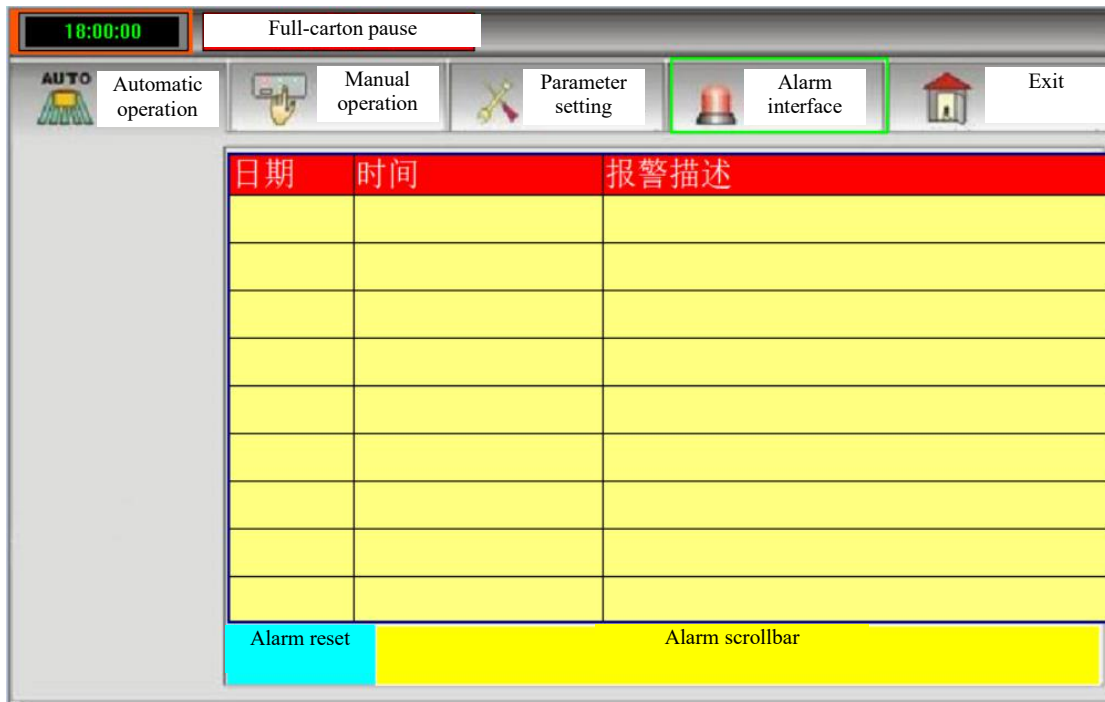 18:00:00
Full-carton pause
AUTO
Automatic
operation
Manual
operation
Parameter
setting
Alarm
interface
Exit
日期 时间 报警描述
Alarm reset
Alarm scrollbar